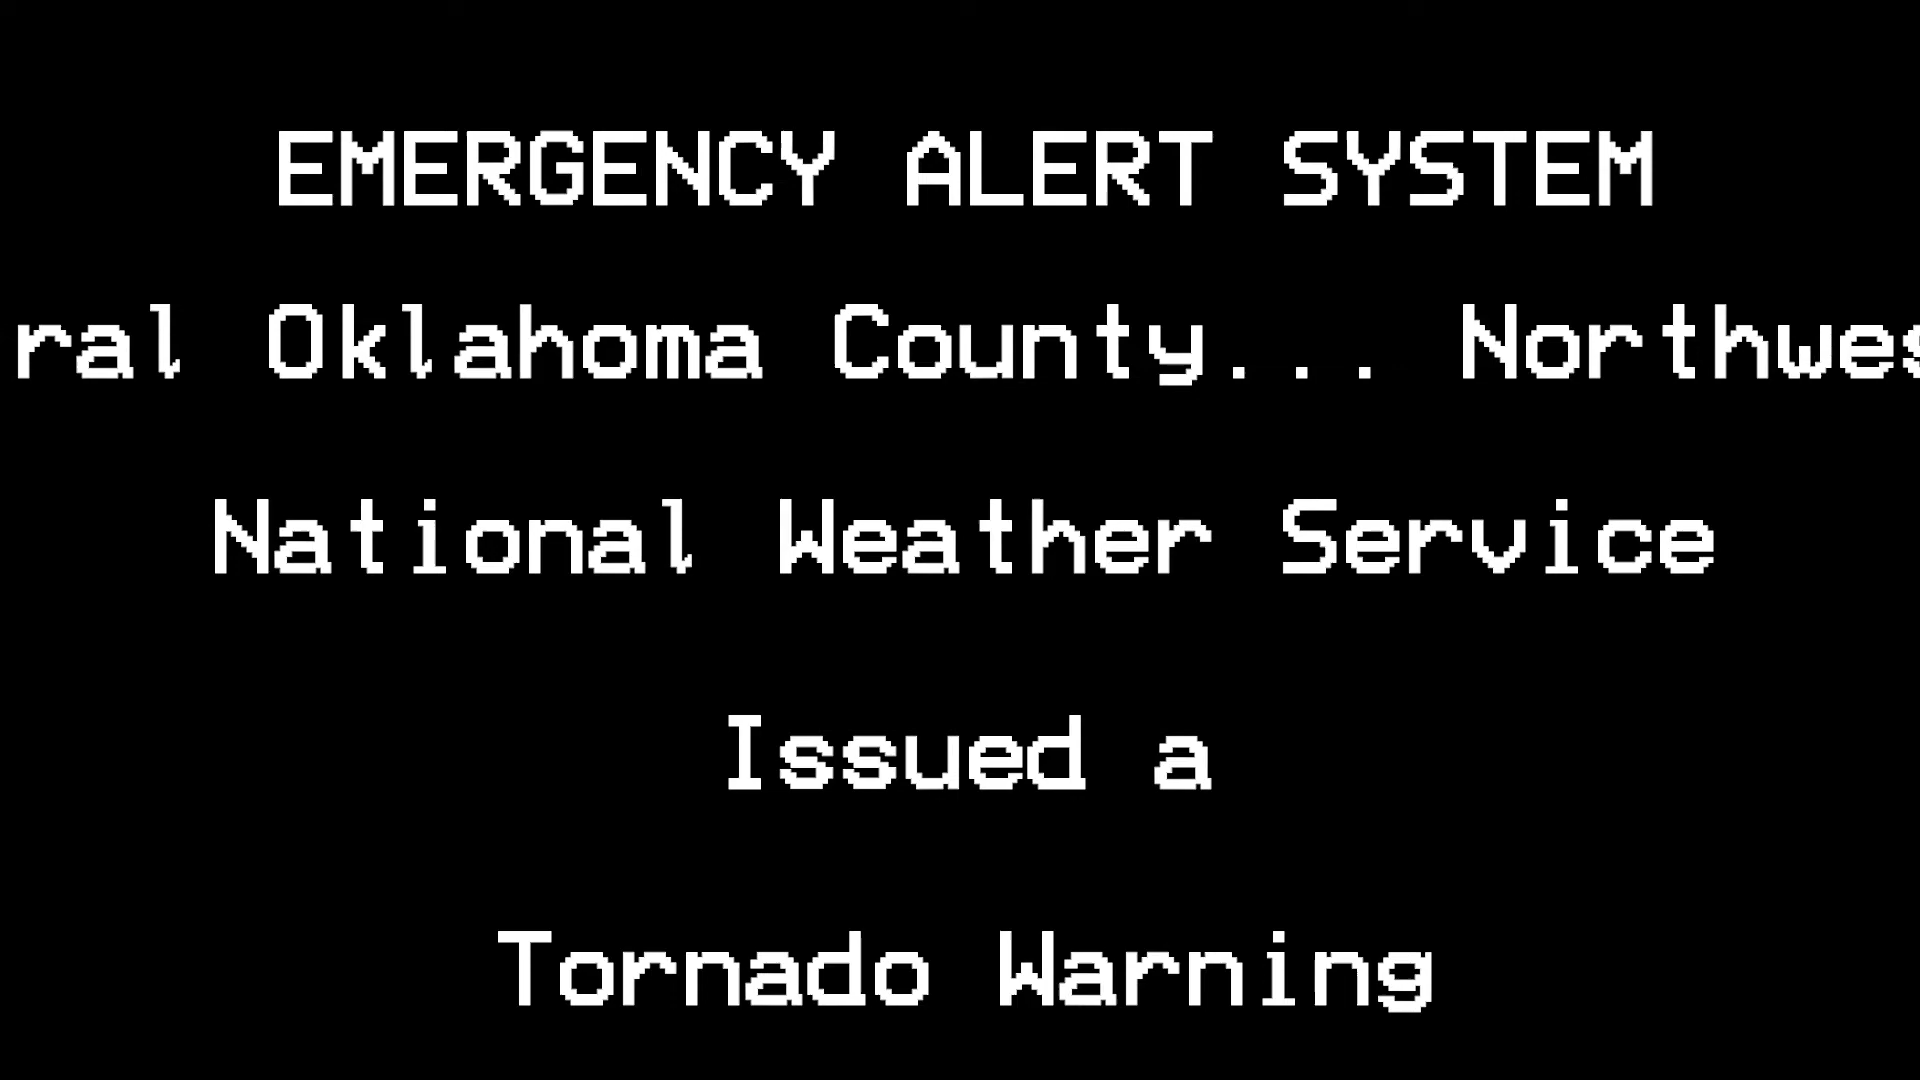 EMERGENCY ALERT SYSTEM
ral Oklahoma County... Northwes
National Weather Service
Issued a
Tornado Warning